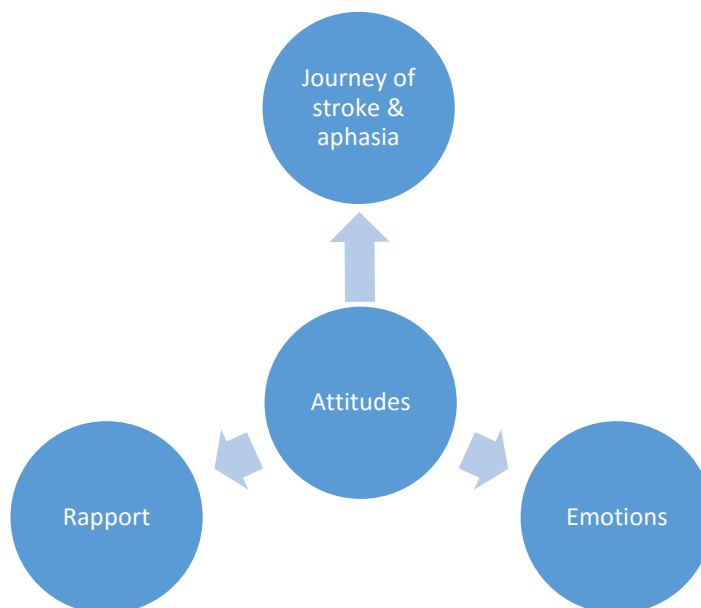 Journey of
stroke &
aphasia
Attitudes
Rapport
Emotions